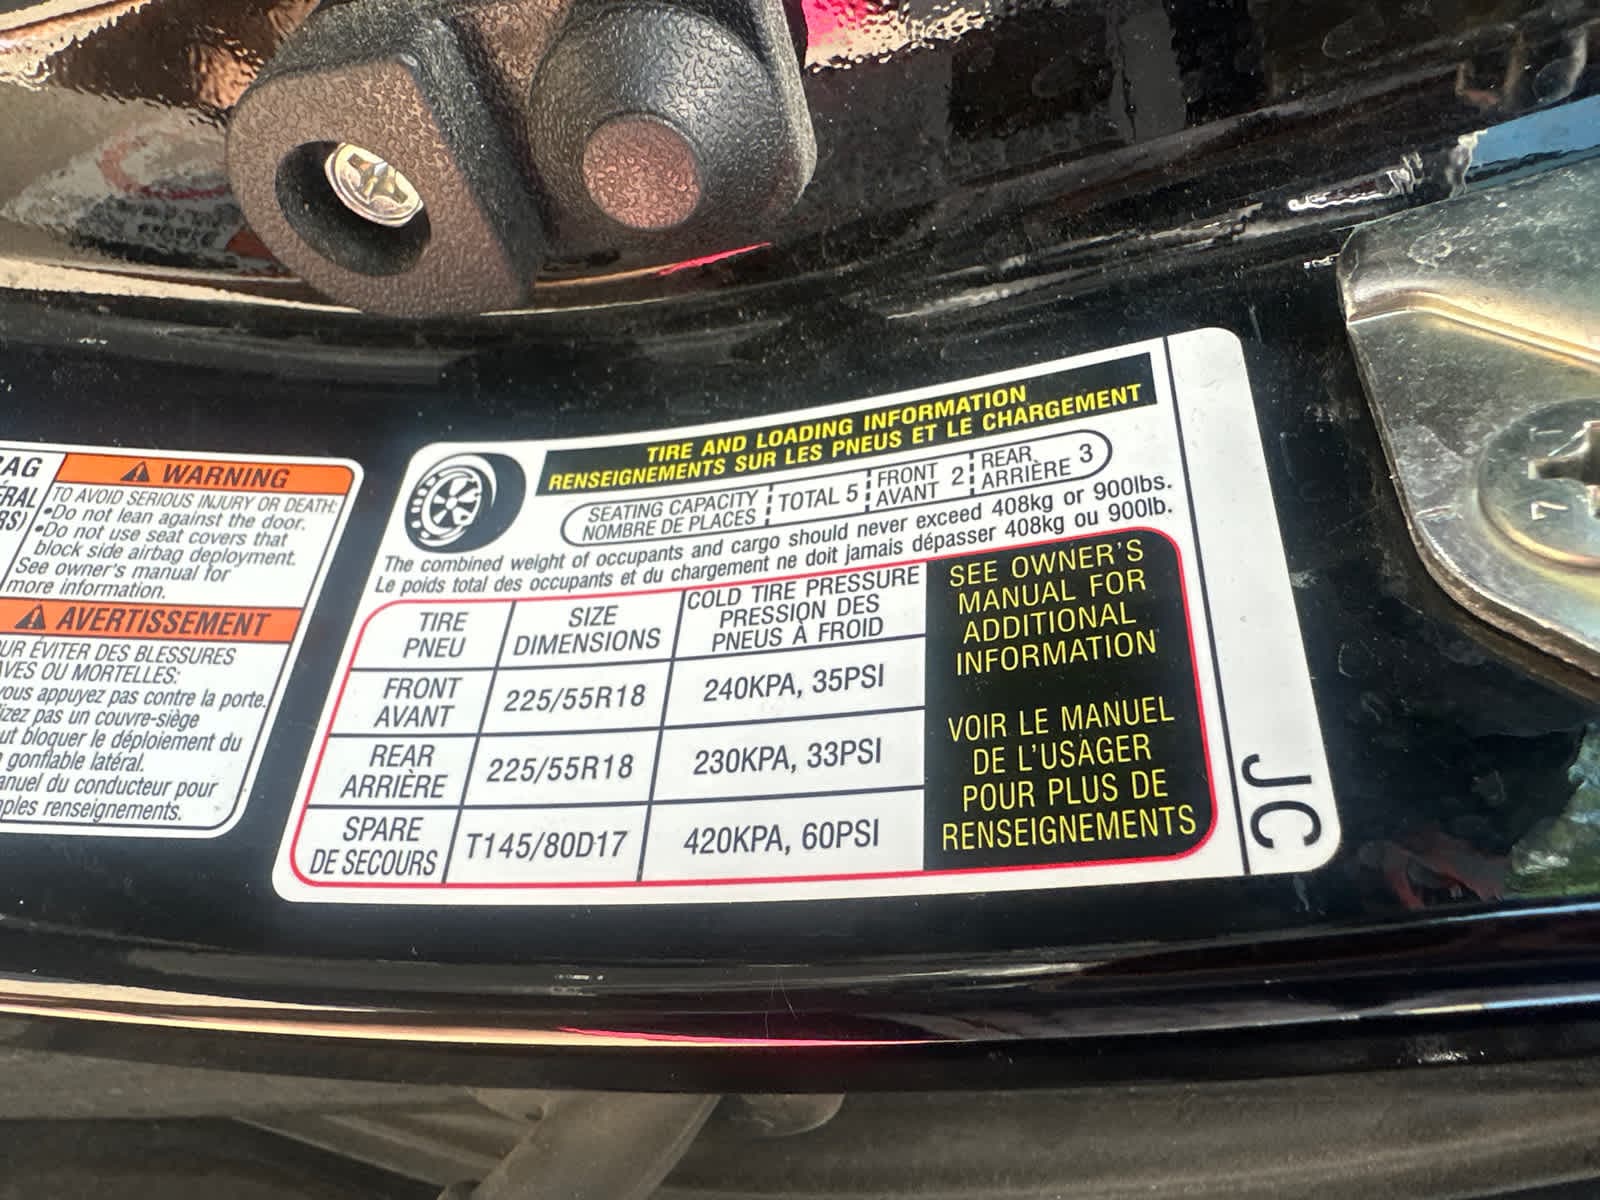 WARNING
TO AVOID SERIOUS INJURY OR DEATH:
•Do not lean against the door.
•Do not use seat covers that
block side airbag deployment.
See owner's manual for
more information.
AVERTISSEMENT
ÉVITER DES BLESSURES
OU MORTELLES:
appuyez pas contre la porte.
pas un couvre-siège
bloquer le déploiement du
gonflable latéral.
du conducteur pour
renseignements.
TIRE AND LOADING INFORMATION
RENSEIGNEMENTS SUR LES PNEUS ET LE CHARGEMENT
SEATING CAPACITY
NOMBRE DE PLACES
TOTAL 5
FRONT
AVANT 2
REAR
ARRIÈRE 3
The combined weight of occupants and cargo should never exceed 408kg or 900lbs.
Le poids total des occupants et du chargement ne doit jamais dépasser 408kg ou 900lb.
TIRE
PNEU
SIZE
DIMENSIONS
COLD TIRE PRESSURE
PRESSION DES
PNEUS À FROID
FRONT
AVANT
225/55R18
240KPA, 35PSI
REAR
ARRIÈRE
225/55R18
230KPA, 33PSI
SPARE
DE SECOURS
T145/80D17
420KPA, 60PSI
SEE OWNER'S
MANUAL FOR
ADDITIONAL
INFORMATION
VOIR LE MANUEL
DE L'USAGER
POUR PLUS DE
RENSEIGNEMENTS
JC